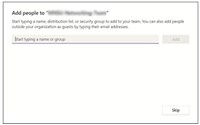 Add people to "
Start typing a name, distribution list, or security group to add to your team. You can also add people
outside your organization as guests by typing their email addresses.
Start typing a name or group
Add
Skip